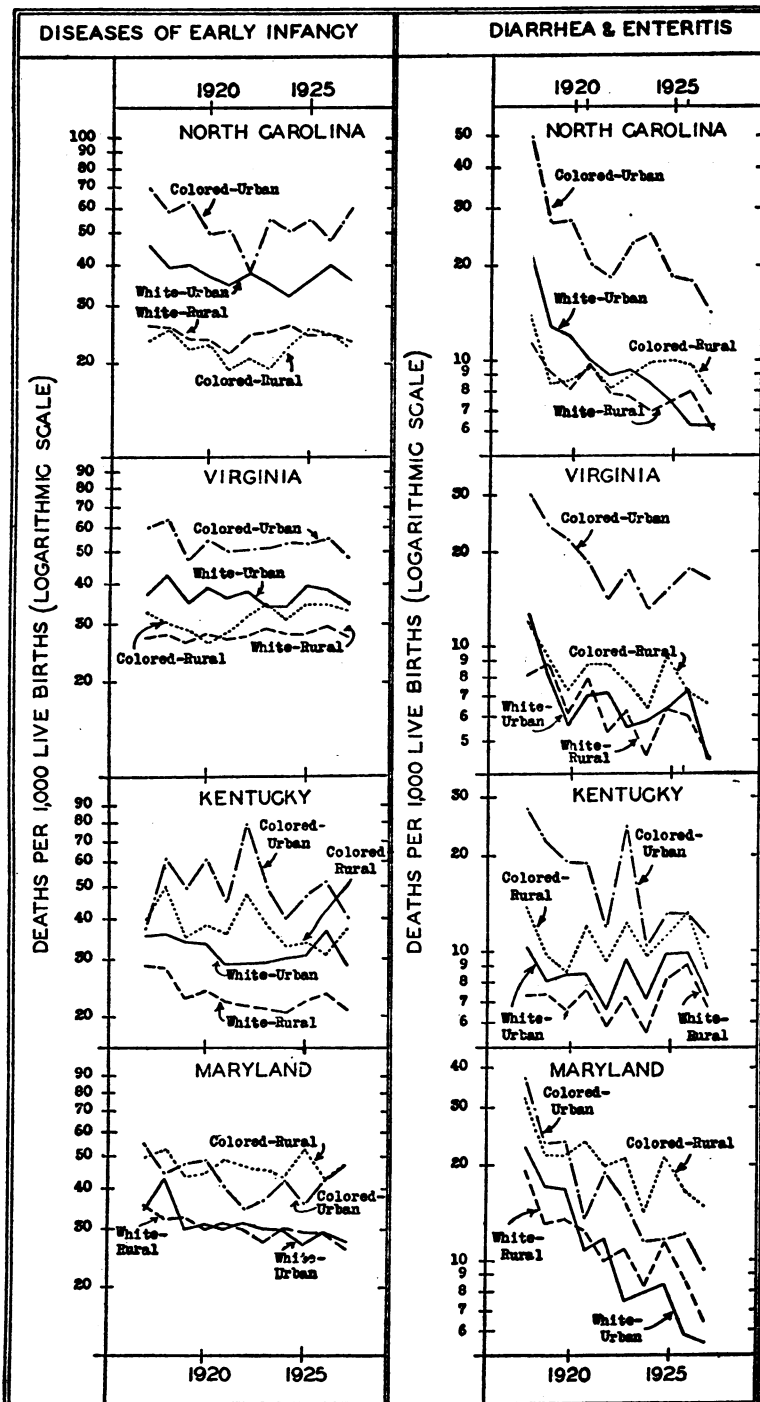 DISEASES OF EARLY INFANCY
DIARRHEA & ENTERITIS
DEATHS PER 1,000 LIVE BIRTHS (LOGARITHMIC SCALE)
1920 1925
NORTH CAROLINA
100
90
80
70
60
50
40
30
20
Colored-Urban
White-Urban
White-Rural
Colored-Rural
VIRGINIA
90
80
70
60
50
40
30
20
Colored-Urban
White-Urban
Colored-Rural
White-Rural
KENTUCKY
90
80
70
60
50
40
30
20
Colored-
Urban
Colored
Rural
White-Urban
White-Rural
MARYLAND
90
80
70
60
50
40
30
20
Colored-Rural
Colored-
Urban
White-
Rural
White-
Urban
1920 1925
DEATHS PER 1,000 LIVE BIRTHS (LOGARITHMIC SCALE)
1920 1925
NORTH CAROLINA
50
40
30
20
10
9
8
7
6
Colored-Urban
White-Urban
Colored-Rural
White-Rural
VIRGINIA
30
20
10
9
8
7
6
5
Colored-Urban
Colored-Rural
White-
Urban
White-
Rural
KENTUCKY
30
20
10
9
8
7
6
Colored-
Urban
Colored-
Rural
White-
Urban
White-
Rural
MARYLAND
40
30
20
10
9
8
7
6
Colored-
Urban
Colored-Rural
White-
Rural
White-
Urban
1920 1925